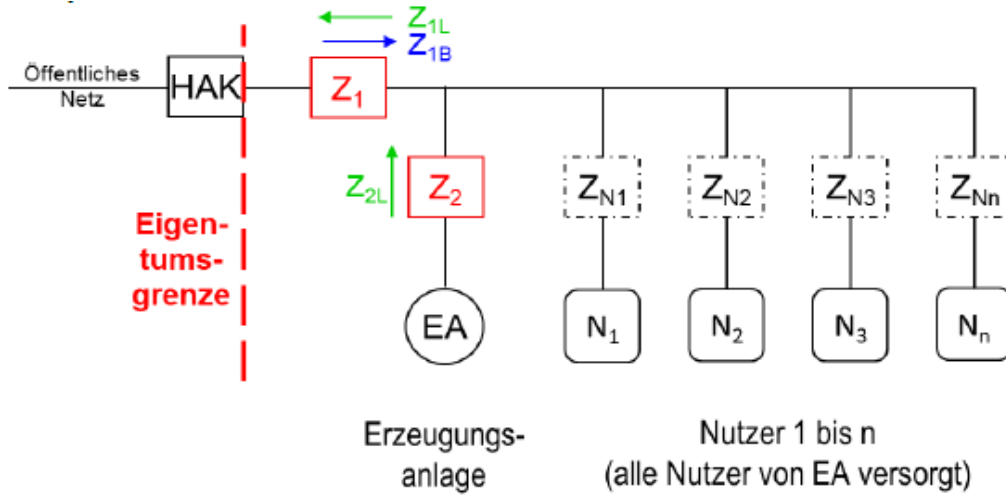 Z1L
Z1B
Öffentliches
Netz
HAK
Z1
Z2L
Z2
ZN1
ZN2
ZN3
ZNn
Eigen-
tums-
grenze
EA
N1
N2
N3
Nn
Erzeugungs-
anlage
Nutzer 1 bis n
(alle Nutzer von EA versorgt)